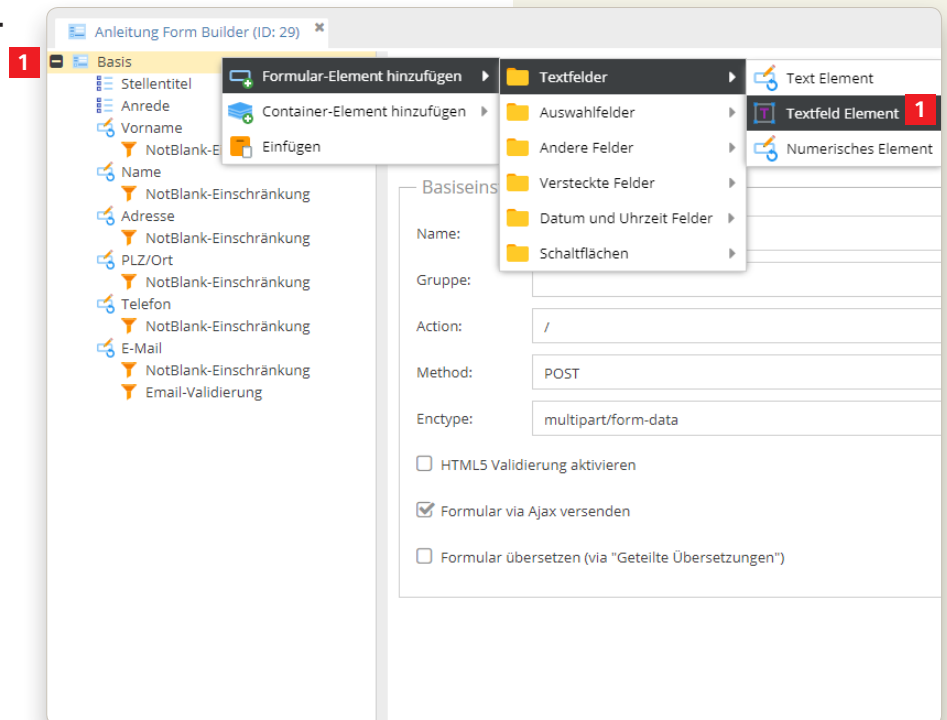 Anleitung Form Builder (ID: 29)
1
Basis
Stellentitel
Anrede
Vorname
NotBlank-E
Name
NotBlank-Einschränkung
Adresse
NotBlank-Einschränkung
PLZ/Ort
NotBlank-Einschränkung
Telefon
NotBlank-Einschränkung
E-Mail
NotBlank-Einschränkung
Email-Validierung
Formular-Element hinzufügen
Container-Element hinzufügen
Einfügen
Textfelder
Auswahlfelder
Andere Felder
Versteckte Felder
Datum und Uhrzeit Felder
Schaltflächen
Text Element
Textfeld Element 1
Numerisches Element
Basiseins
Name:
Gruppe:
Action: /
Method: POST
Enctype: multipart/form-data
HTML5 Validierung aktivieren
Formular via Ajax versenden
Formular übersetzen (via "Geteilte Übersetzungen")